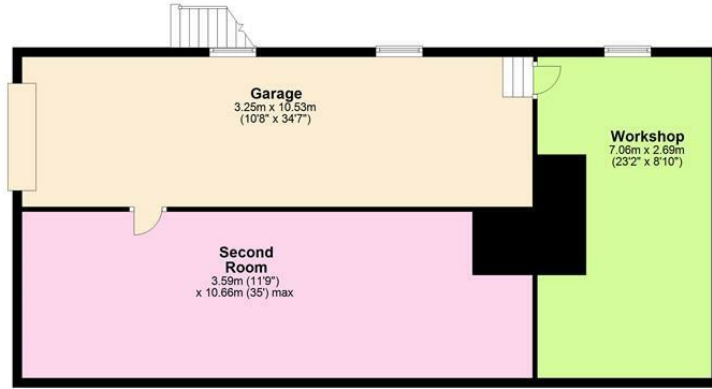 Garage
3.25m x 10.53m
(10'8" x 34'7")
Workshop
7.06m x 2.69m
(23'2" x 8'10")
Second
Room
3.59m (11'9")
x 10.66m (35') max